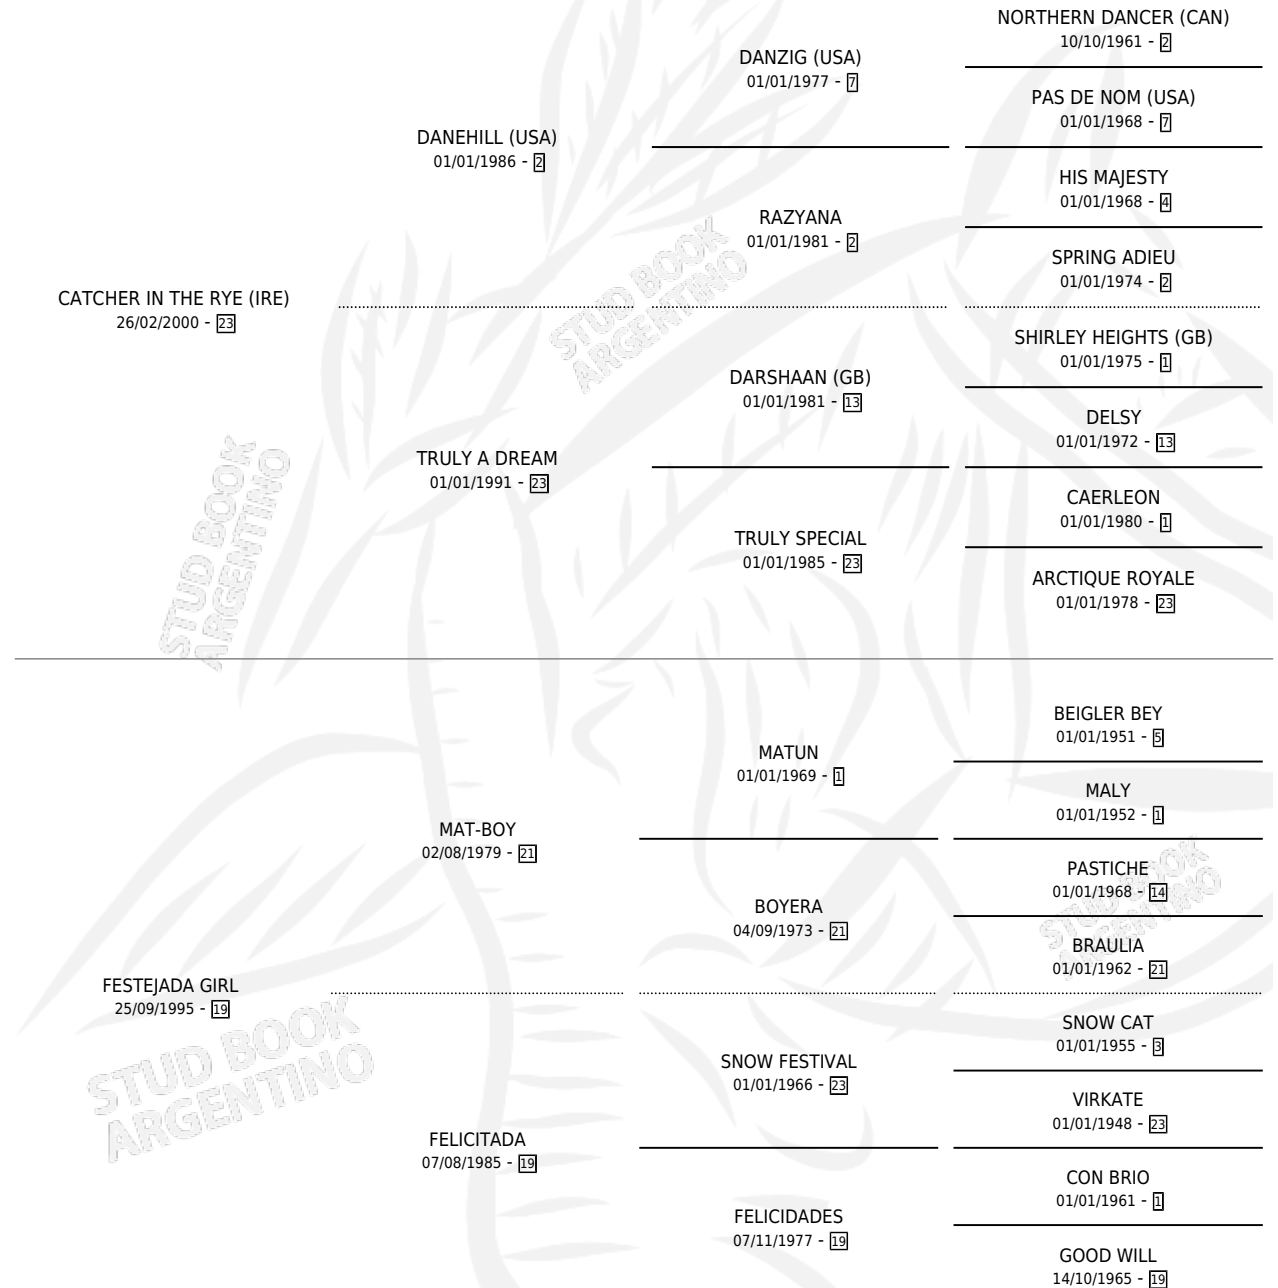 NORTHERN DANCER (CAN)
10/10/1961 - 2
DANZIG (USA)
01/01/1977 - 7
PAS DE NOM (USA)
01/01/1968 - 7
DANEHILL (USA)
01/01/1986 - 2
HIS MAJESTY
01/01/1968 - 4
RAZYANA
01/01/1981 - 2
SPRING ADIEU
01/01/1974 - 2
CATCHER IN THE RYE (IRE)
26/02/2000 - 23
SHIRLEY HEIGHTS (GB)
01/01/1975 - 1
DARSHAAN (GB)
01/01/1981 - 13
DELSY
01/01/1972 - 13
TRULY A DREAM
01/01/1991 - 23
CAERLEON
01/01/1980 - 1
TRULY SPECIAL
01/01/1985 - 23
ARCTIQUE ROYALE
01/01/1978 - 23
BEIGLER BEY
01/01/1951 - 5
MATUN
01/01/1969 - 1
MALY
01/01/1952 - 1
MAT-BOY
02/08/1979 - 21
PASTICHE
01/01/1968 - 14
BOYERA
04/09/1973 - 21
BRAULIA
01/01/1962 - 21
FESTEJADA GIRL
25/09/1995 - 19
SNOW CAT
01/01/1955 - 3
SNOW FESTIVAL
01/01/1966 - 23
VIRKATE
01/01/1948 - 23
FELICITADA
07/08/1985 - 19
CON BRIO
01/01/1961 - 1
FELICIDADES
07/11/1977 - 19
GOOD WILL
14/10/1965 - 19
STUD BOOK
ARGENTINO
STUD BOOK
ARGENTINO
STUD BOOK
ARGENTINO
STUD BOOK
ARGENTINO